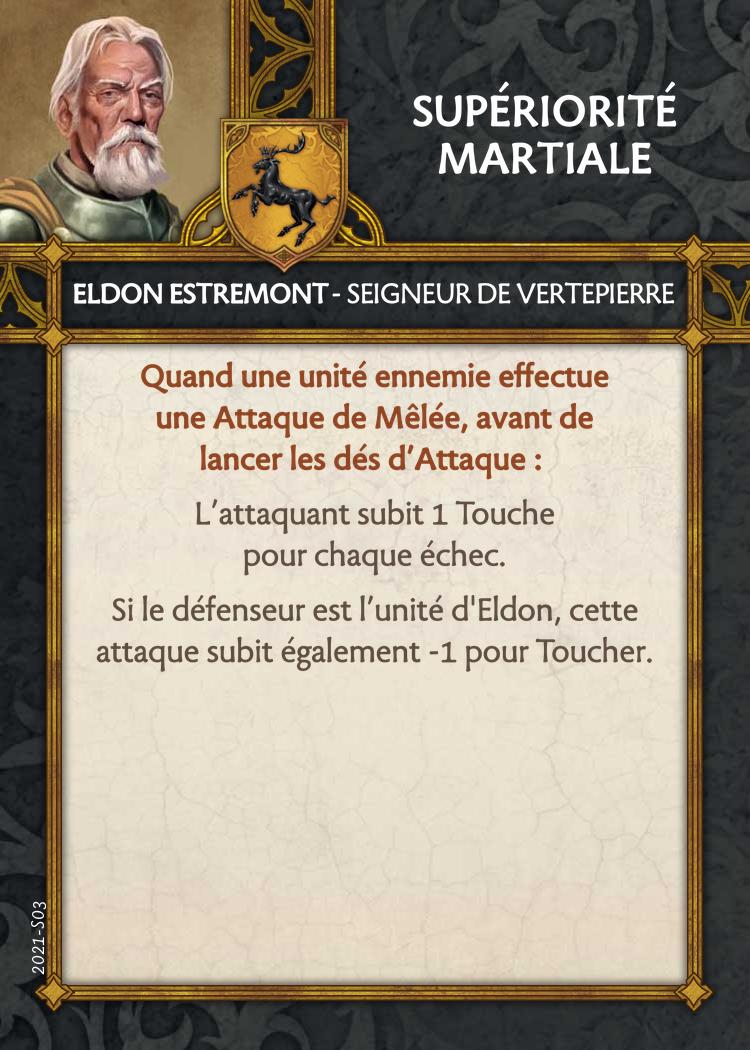 SUPÉRIORITÉ
MARTIALE
ELDON ESTREMONT - SEIGNEUR DE VERTEPIERRE
Quand une unité ennemie effectue
une Attaque de Mêlée, avant de
lancer les dés d’Attaque :
L’attaquant subit 1 Touche
pour chaque échec.
Si le défenseur est l’unité d'Eldon, cette
attaque subit également -1 pour Toucher.
2021-S03